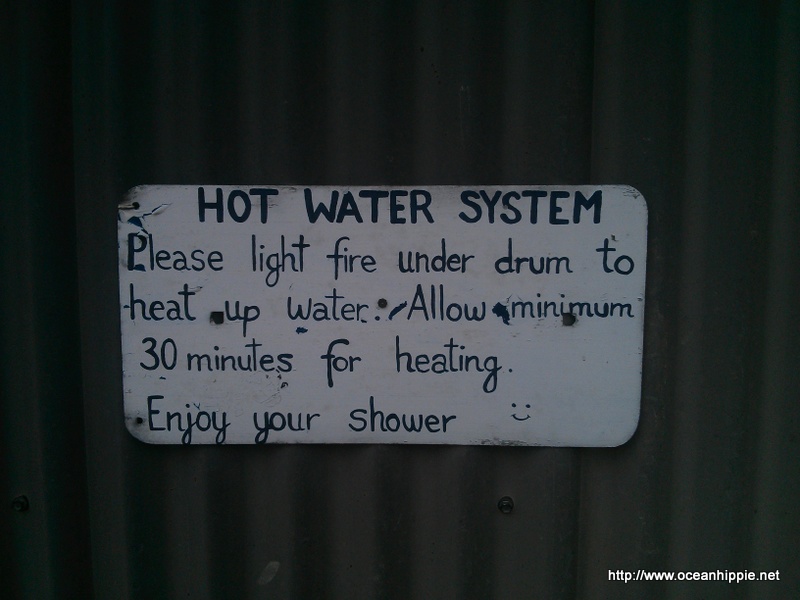 HOT WATER SYSTEM
Please light fire under drum to
heat up water. Allow minimum
30 minutes for heating.
Enjoy your shower :)
http://www.oceanhippie.net